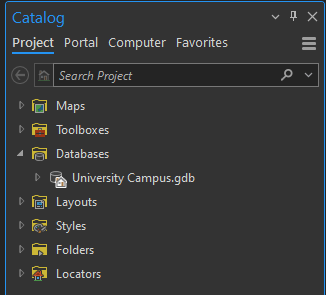 Catalog
Project Portal Computer Favorites
Search Project
Maps
Toolboxes
Databases
University Campus.gdb
Layouts
Styles
Folders
Locators